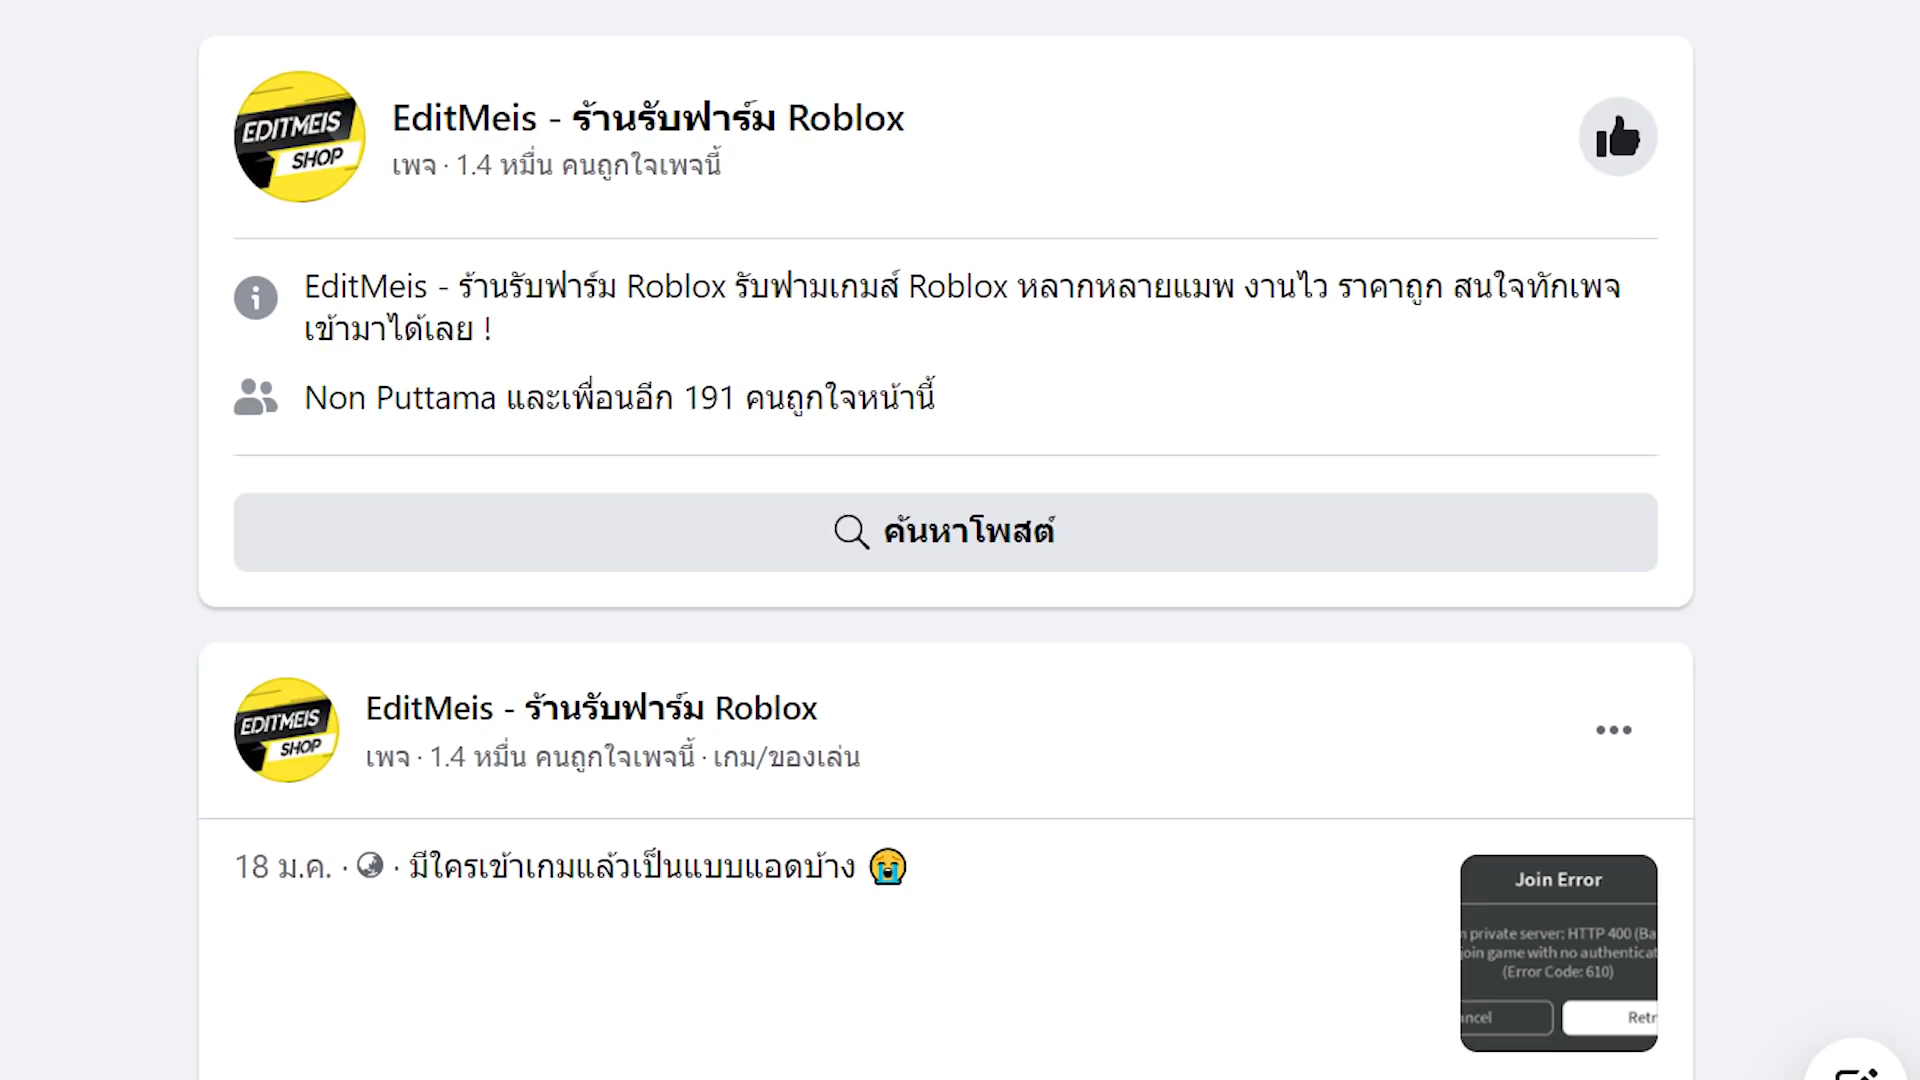 EDITMEIS
SHOP
EditMeis - ร้านรับฟาร์ม Roblox
เพจ · 1.4 หมื่น คนถูกใจเพจนี้
EditMeis - ร้านรับฟาร์ม Roblox รับฟามเกมส์ Roblox หลากหลายแมพ งานไว ราคาถูก สนใจทักเพจ
เข้ามาได้เลย !
Non Puttama และเพื่อนอีก 191 คนถูกใจหน้านี้
ค้นหาโพสต์
EDITMEIS
SHOP
EditMeis - ร้านรับฟาร์ม Roblox
เพจ · 1.4 หมื่น คนถูกใจเพจนี้ · เกม/ของเล่น
18 ม.ค. · · มีใครเข้าเกมแล้วเป็นแบบแอดบ้าง 😭
Join Error
private server: HTTP 400 (Ba
join game with no authenticat
(Error Code: 610)
ncel
Retr